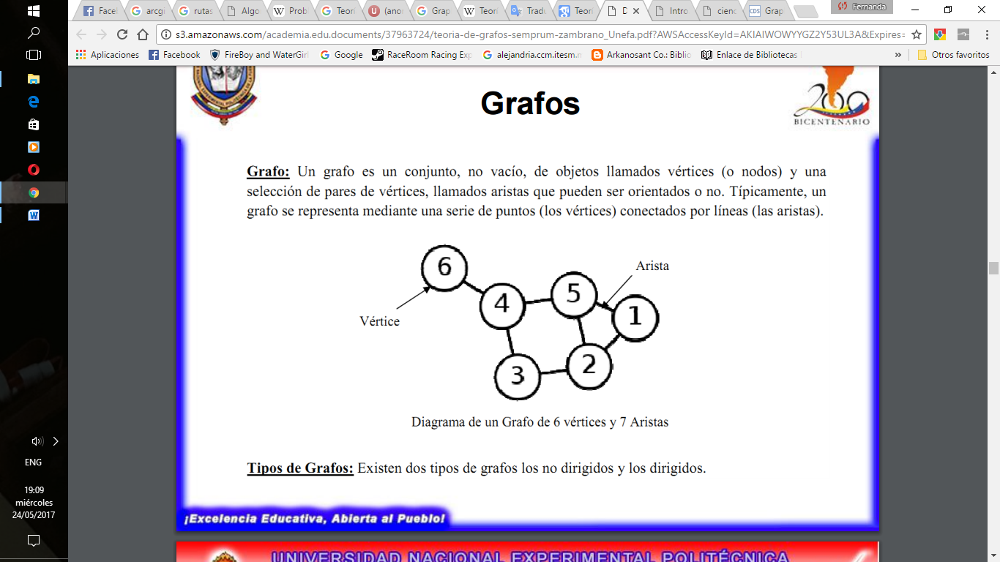 Facel
arcgi
rutas
Algo
Prob
Teorí
(anor
Grap
Teorí
Tradu
Teorí
D
Intro
cienc
Grap
Fernanda
s3.amazonaws.com/academia.edu.documents/37963724/teoria-de-grafos-semprum-zambrano_Unefa.pdf?AWSAccessKeyId=AKIAIWOWYYGZ2Y53UL3A&Expires=
Aplicaciones
Facebook
FireBoy and WaterGirl
Google
RaceRoom Racing Exp
alejandria.ccm.itesm.n
Arkanosant Co.: Biblio
Enlace de Bibliotecas
»
Otros favoritos
Grafos
200
BICENTENARIO
Grafo: Un grafo es un conjunto, no vacío, de objetos llamados vértices (o nodos) y una
selección de pares de vértices, llamados aristas que pueden ser orientados o no. Típicamente, un
grafo se representa mediante una serie de puntos (los vértices) conectados por líneas (las aristas).
6
Arista
4
5
1
Vértice
3
2
Diagrama de un Grafo de 6 vértices y 7 Aristas
Tipos de Grafos: Existen dos tipos de grafos los no dirigidos y los dirigidos.
¡Excelencia Educativa, Abierta al Pueblo!
UNIVERSIDAD NACIONAL EXPERIMENTAL POLITÉCNICA
ENG
19:09
miércoles
24/05/2017